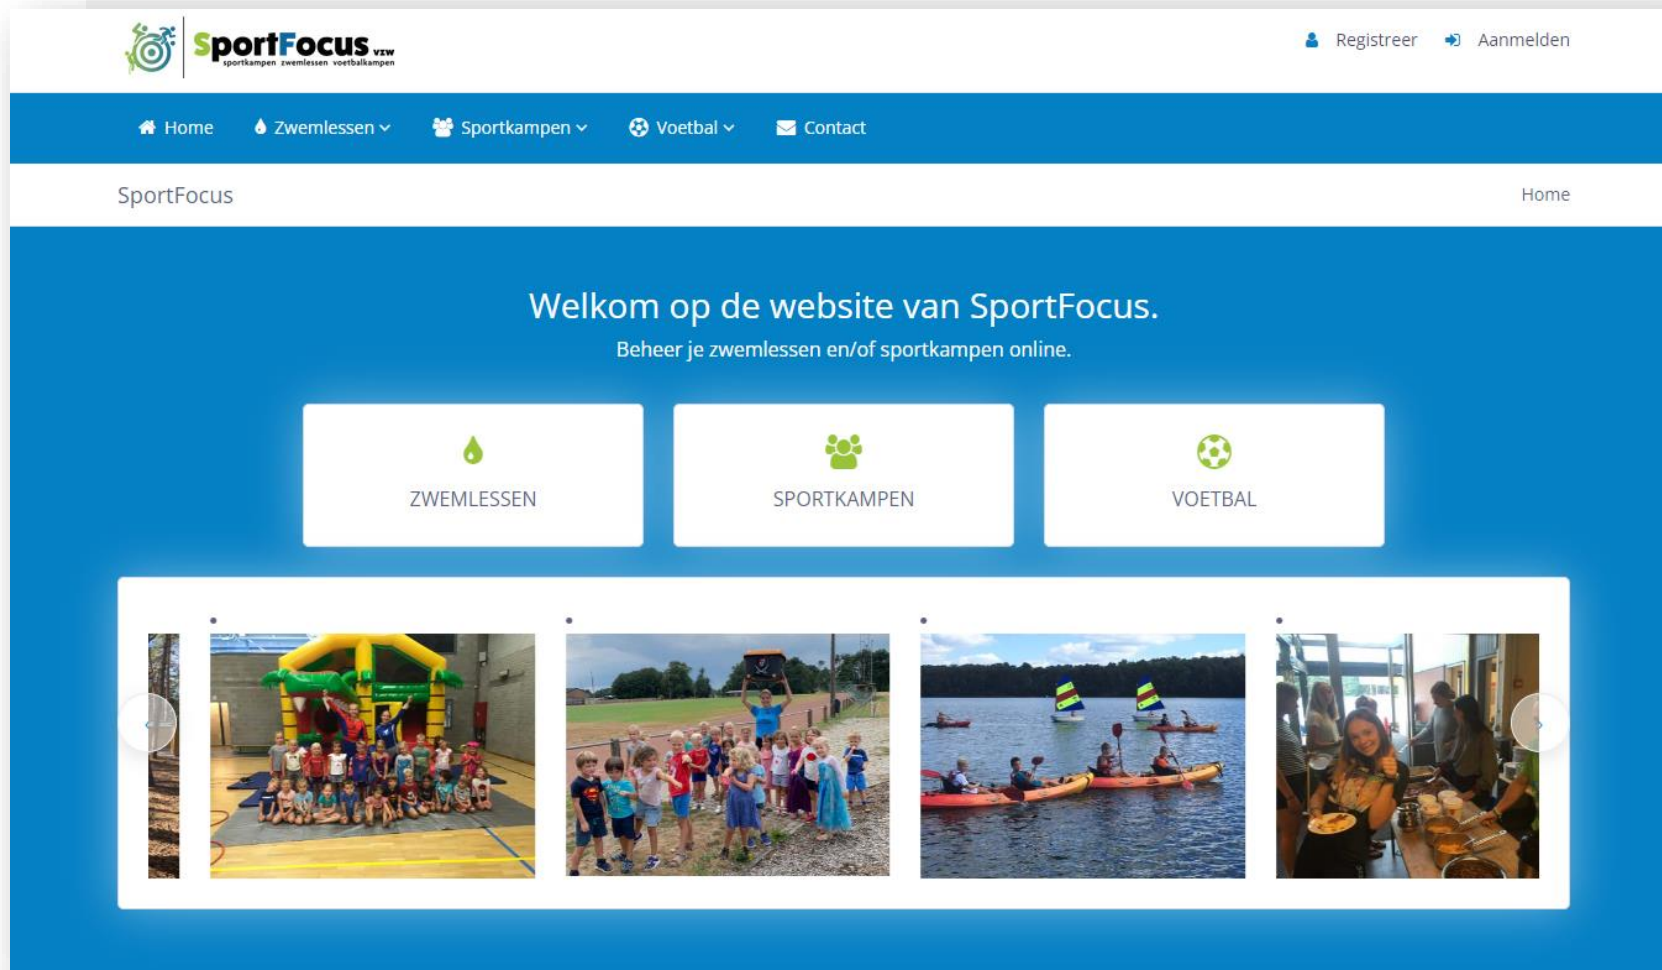 SportFocus vzw
sportkampen zwemlessen voetbalkampen
Registreer Aanmelden
Home Zwemlessen Sportkampen Voetbal Contact
SportFocus
Home
Welkom op de website van SportFocus.
Beheer je zwemlessen en/of sportkampen online.
ZWEMLESSEN
SPORTKAMPEN
VOETBAL